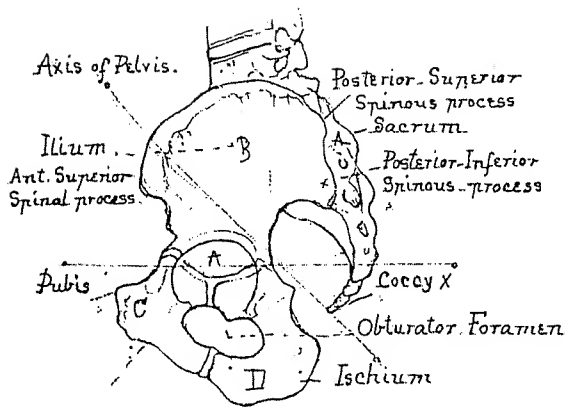 Axis of Pelvis.
Posterior-Superior
Spinous process
Sacrum
A
Ilium.
B
Ant. Superior
Spinal process.
Posterior-Inferior
Spinous-process
A
Pubis
C
Coccy X
Obturator Foramen
D
Ischium